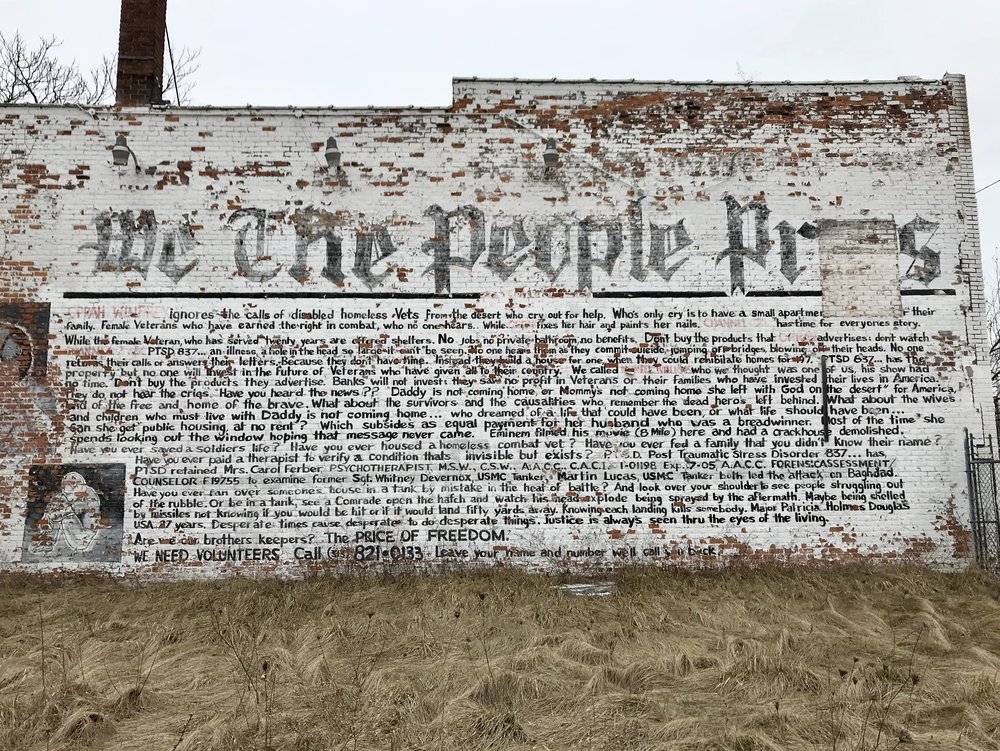 We The People Pr s
ignores the calls of disabled homeless Vets from the desert who cry out for help. Who's only cry is to have a small apartment their
family. Female Veterans who have earned the right in combat, who no one hears. While fixes her hair and paints her nails. CHANNEL has time for everyones story.
While the female Veteran, who has served twenty years are offered shelters. No Jobs, no private bathroom, no benefits. Don't buy the products that advertises: don't watch
PTSD 837... an illness, a hole in the head so large it can't be seen. No one hears them as they commit suicide jumping of bridges, blowing off their heads. No one
returns their calls or answers their letters, Because they don't have bling. Instead they build a house for one, when they could rehabilate homes for 49? PTSD 637... has the
property but no one will invest in the Future of Veterans who have given all to their country. We called who we thought was one of us, his show had
no time. Don't buy the products they advertise. Banks will not invest; they saw no profit in Veterans or their families who have invested their lives in America.
They do not hear the crigs. Have you heard the news ?? Daddy is not coming home, or Mommy's not coming home she left with God on the desert for America,
land of the free and home of the brave. What about the survivors and the causalities who remember the dead heros left behind. What about the wives
and children who must live with Daddy is not coming home... who dreamed of a life that could have been, or what life should have been....
Can she get public housing at no rent ? Which subsides as equal payment for her husband who was a breadwinner. Most of the time she
spends looking out the window hoping that message never came. Eminem filmed his movie (8 Mile) here and had a crackhouse demolished.
Have you ever saved a soldiers life ? Have you ever housed a homeless combat vet ? Have you ever fed a family that you didn't know their name ?
Have you ever paid a therapist to verify a condition thats invisible but exists ? P.T.S.D. Post Traumatic Stress Disorder 837... has,
PTSD retained Mrs. Carol Ferber, PSYCHOTHERAPIST, M.S.W., C.S.W., A.A.C.C., C.A.C.I., I-01198 Exp. 7-05, A.A.C.C. FORENSIC ASSESSMENT/
COUNSELOR F19755 to examine former Sgt. Whitney Devernox, USMC Tanker; Martin Lucas, USMC Tanker both led the attack on Baghdad
Have you ever ran over someones house in a tank by mistake in the heat of battle ? And look over your shoulder to see people struggling out
of the rubble. Or be in a tank, see a Comrade open the hatch and watch his head explode being sprayed by the aftermath. Maybe being shelled
by missiles not knowing if you would be hit or if it would land fifty yards away. Knowing each landing kills somebody. Major Patricia Holmes Douglas
USA. 27 years. Desperate times cause desperate to do desperate things. Justice is always seen thru the eyes of the living.
Are we our brothers keepers? The PRICE OF FREEDOM.
WE NEED VOLUNTEERS Call 821-0133 Leave your name and number we'll call you back